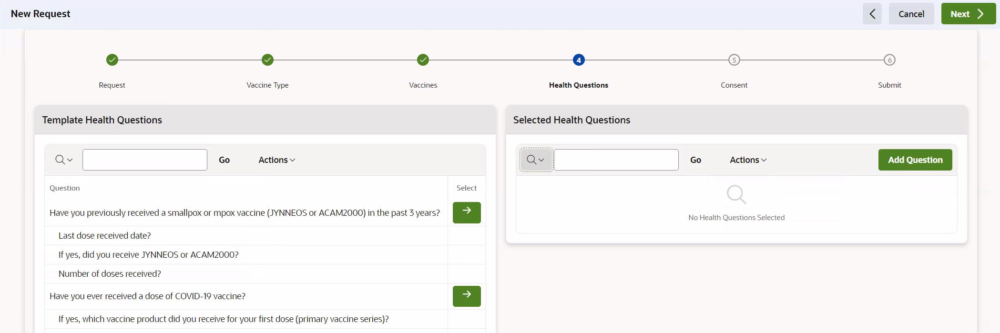 New Request
Cancel
Next
4
5
6
Request
Vaccine Type
Vaccines
Health Questions
Consent
Submit
Template Health Questions
Go
Actions
Question
Select
Have you previously received a smallpox or mpox vaccine (JYNNEOS or ACAM2000) in the past 3 years?
Last dose received date?
If yes, did you receive JYNNEOS or ACAM2000?
Number of doses received?
Have you ever received a dose of COVID-19 vaccine?
If yes, which vaccine product did you receive for your first dose (primary vaccine series)?
Selected Health Questions
Go
Actions
Add Question
No Health Questions Selected